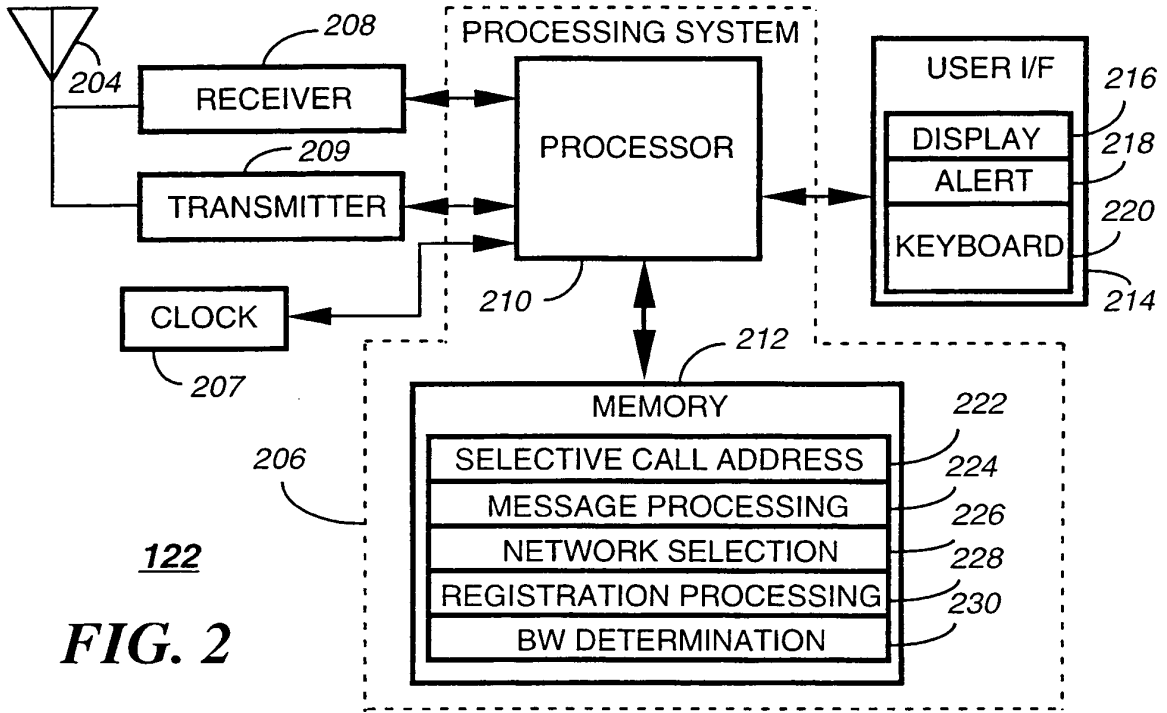 PROCESSING SYSTEM
204
208
RECEIVER
209
TRANSMITTER
CLOCK
207
PROCESSOR
210
USER I/F
DISPLAY
216
ALERT
218
KEYBOARD
220
214
212
MEMORY
SELECTIVE CALL ADDRESS
222
MESSAGE PROCESSING
224
NETWORK SELECTION
226
REGISTRATION PROCESSING
228
BW DETERMINATION
230
206
122
FIG. 2